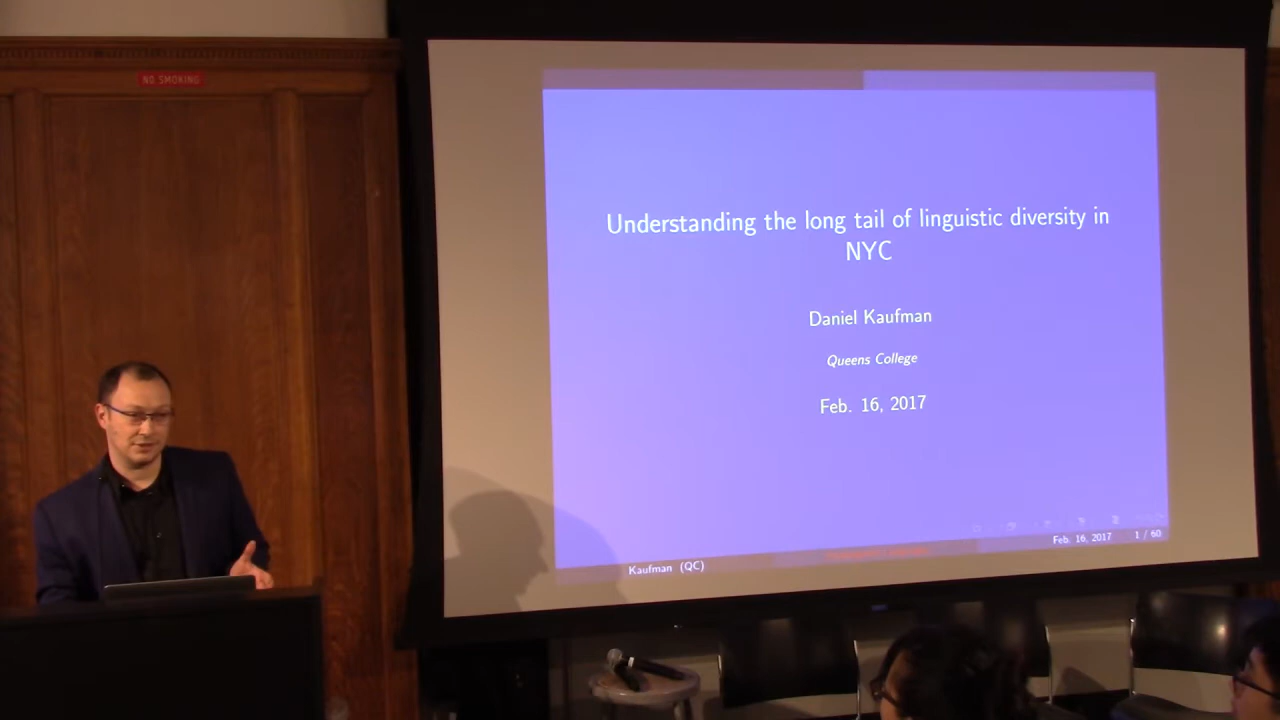 NO SMOKING
Understanding the long tail of linguistic diversity in
NYC
Daniel Kaufman
Queens College
Feb. 16, 2017
Kaufman (QC)
Feb. 16, 2017
1 / 60